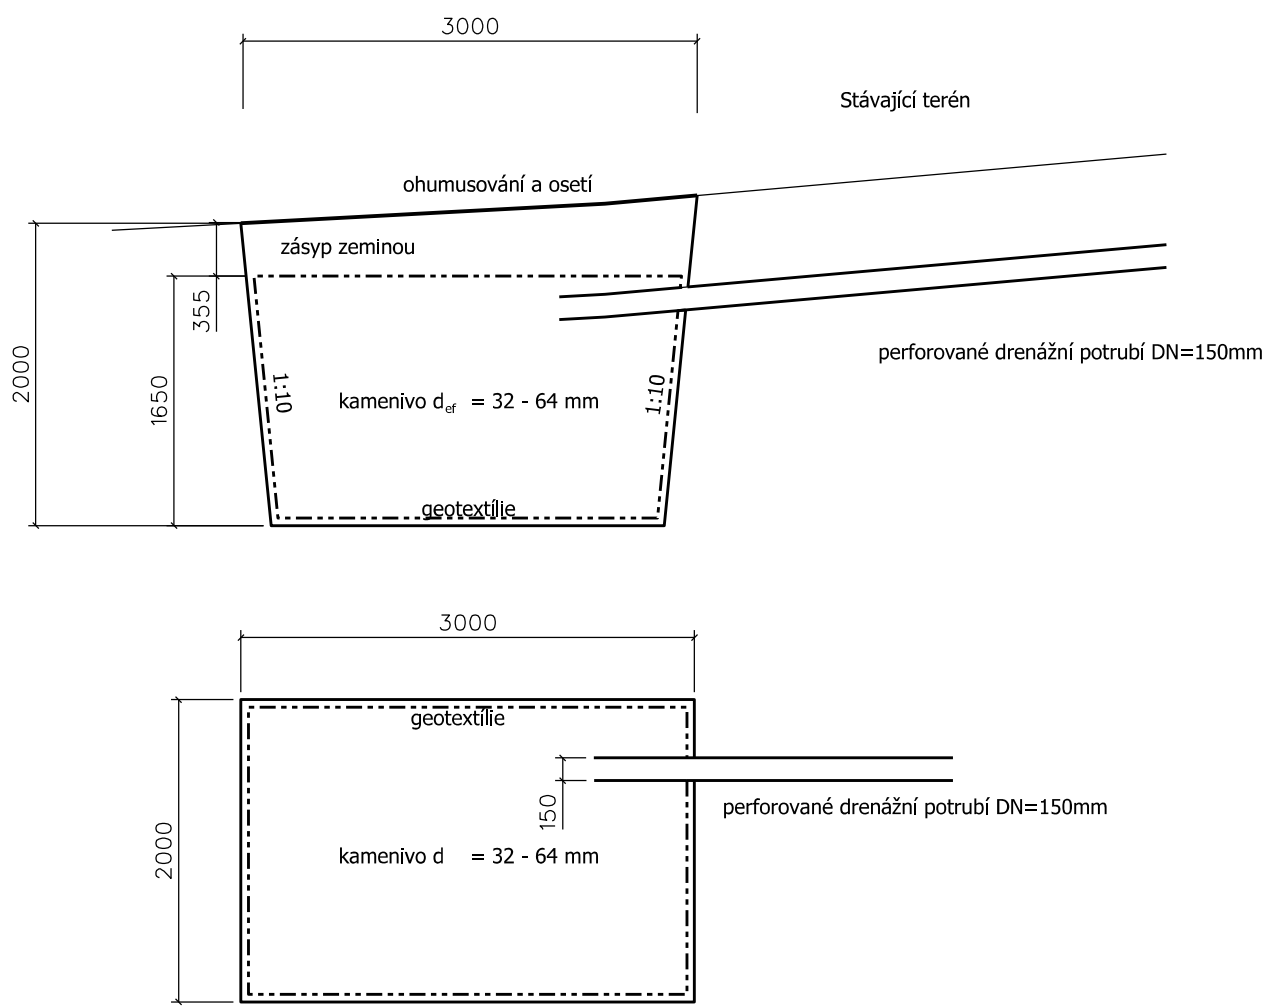 3000
Stávající terén
ohumusování a osetí
zásyp zeminou
355
2000
1650
perforované drenážní potrubí DN=150mm
1:10
kamenivo def = 32 - 64 mm
1:10
geotextílie
3000
geotextílie
150
perforované drenážní potrubí DN=150mm
2000
kamenivo d = 32 - 64 mm